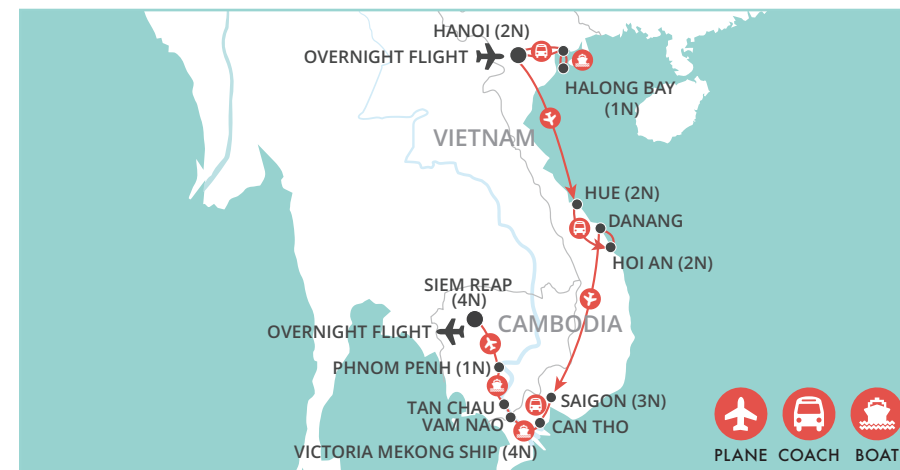 HANOI (2N)
OVERNIGHT FLIGHT
HALONG BAY
(1N)
VIETNAM
HUE (2N)
DANANG
HOI AN (2N)
SIEM REAP
(4N)
CAMBODIA
OVERNIGHT FLIGHT
PHNOM PENH (1N)
TAN CHAU
SAIGON (3N)
VAM NAO
CAN THO
VICTORIA MEKONG SHIP (4N)
PLANE COACH BOAT